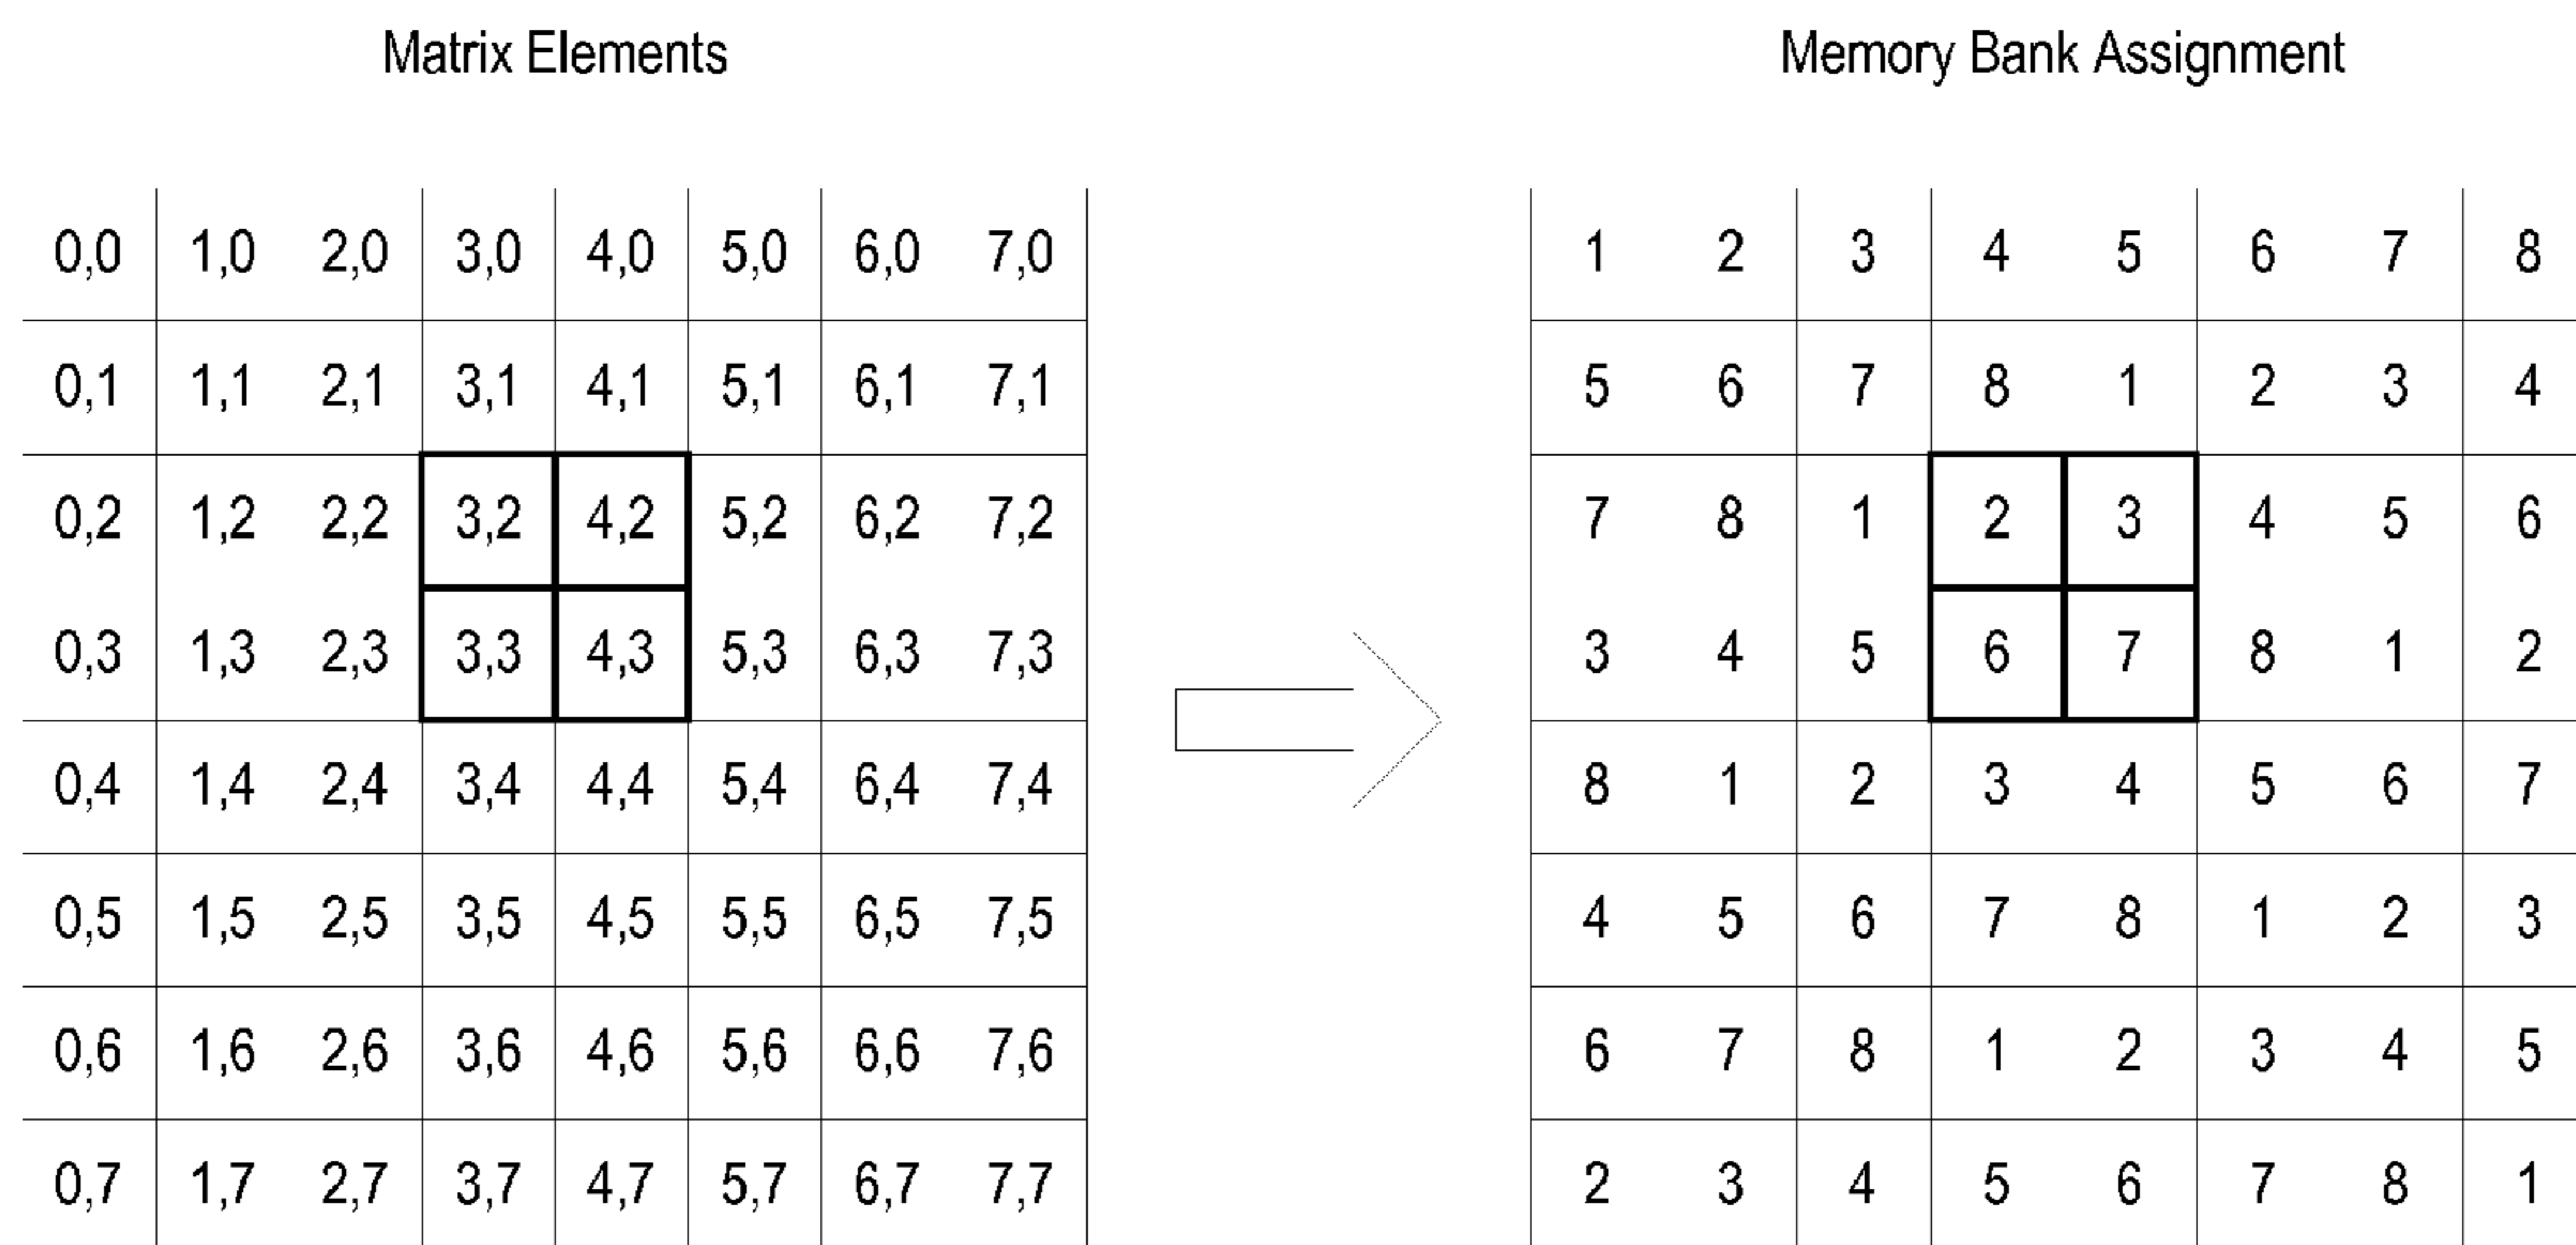 Matrix Elements Memory Bank Assignment
0,0 1,0 2,0 3,0 4,0 5,0 6,0 7,0 1 2 3 4 5 6 7 8
0,1 1,1 2,1 3,1 4,1 5,1 6,1 7,1 5 6 7 8 1 2 3 4
0,2 1,2 2,2 3,2 4,2 5,2 6,2 7,2 7 8 1 2 3 4 5 6
0,3 1,3 2,3 3,3 4,3 5,3 6,3 7,3 3 4 5 6 7 8 1 2
0,4 1,4 2,4 3,4 4,4 5,4 6,4 7,4 8 1 2 3 4 5 6 7
0,5 1,5 2,5 3,5 4,5 5,5 6,5 7,5 4 5 6 7 8 1 2 3
0,6 1,6 2,6 3,6 4,6 5,6 6,6 7,6 6 7 8 1 2 3 4 5
0,7 1,7 2,7 3,7 4,7 5,7 6,7 7,7 2 3 4 5 6 7 8 1